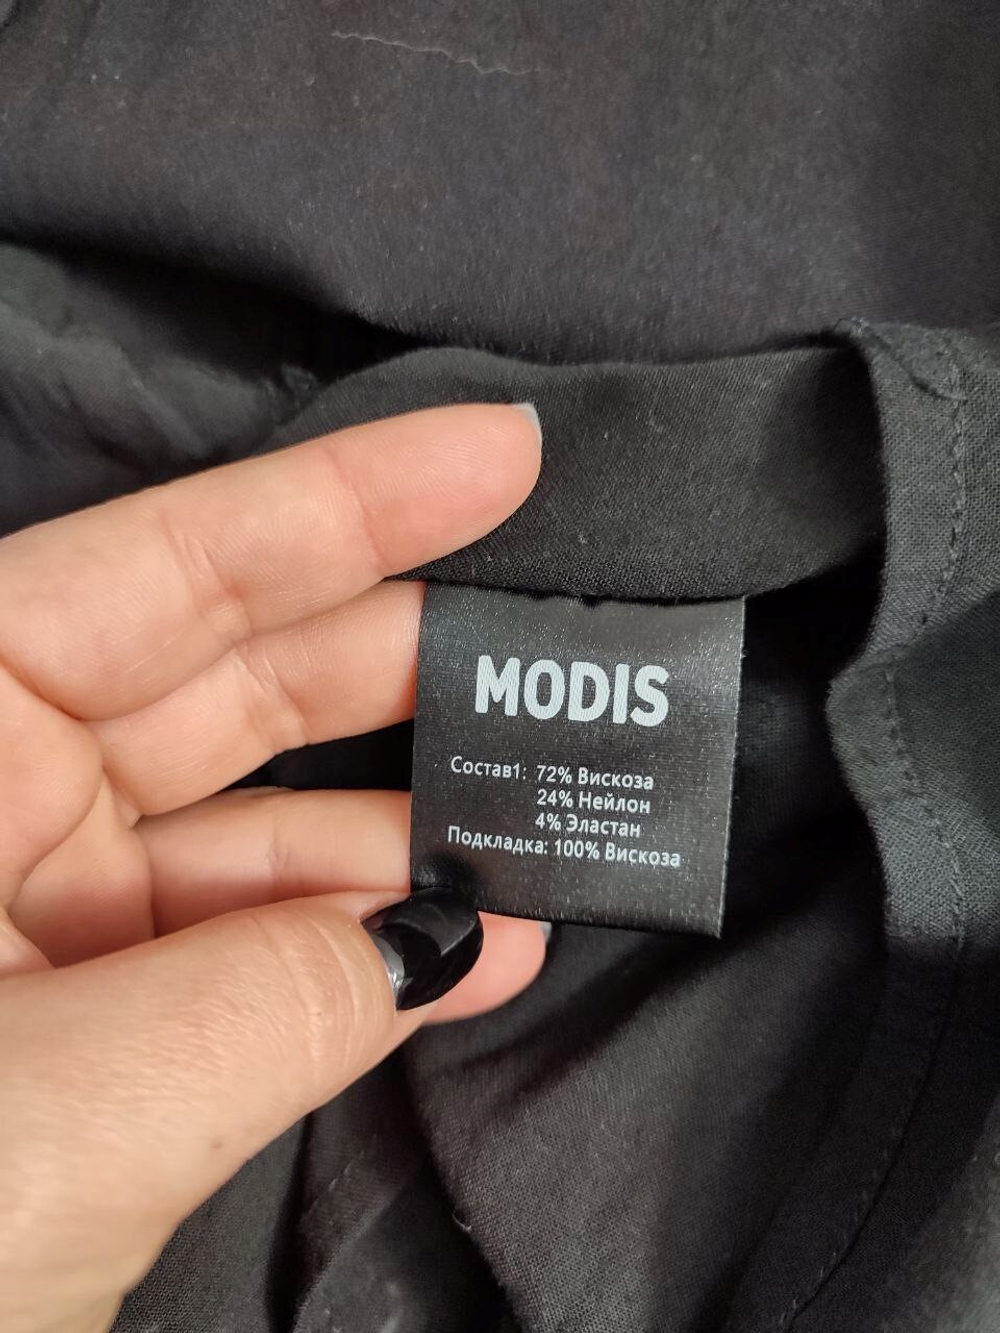 MODIS
Состав1: 72% Вискоза
24% Нейлон
4% Эластан
Подкладка: 100% Вискоза